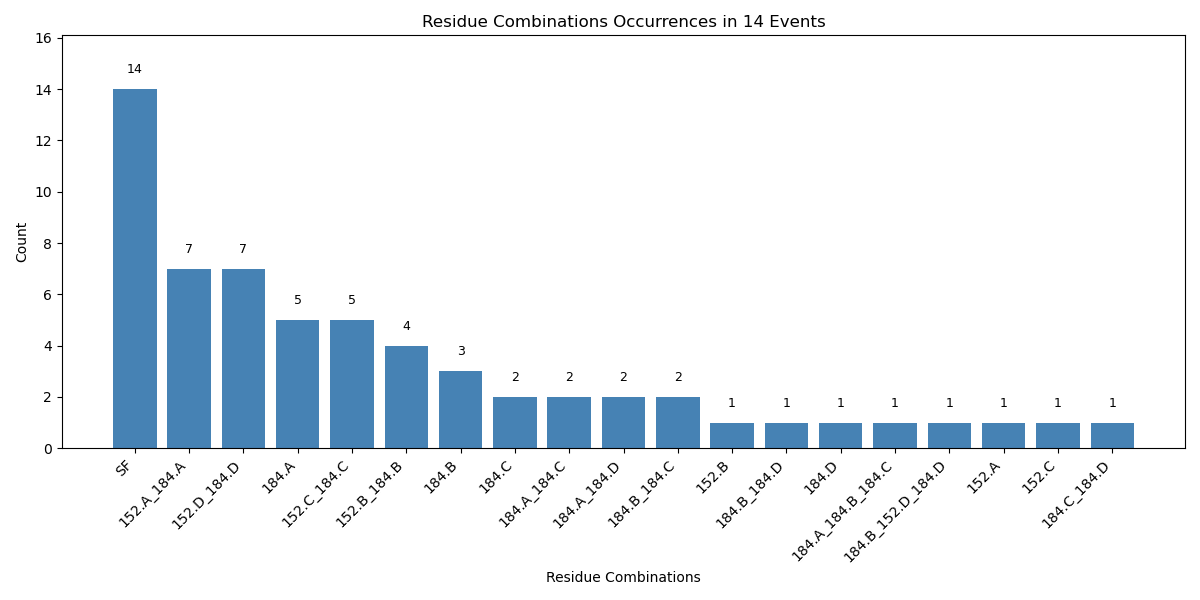 Residue Combinations Occurrences in 14 Events
Count
16
14
12
10
8
6
4
2
0
14
7
7
5
5
4
3
2
2
2
2
1
1
1
1
1
1
1
1
SF
152.A_184.A
152.D_184.D
184.A
152.C_184.C
152.B_184.B
184.B
184.C
184.A_184.C
184.A_184.D
184.B_184.C
152.B
184.B_184.D
184.D
184.A_184.B_184.C
184.B_152.D_184.D
152.A
152.C
184.C_184.D
Residue Combinations